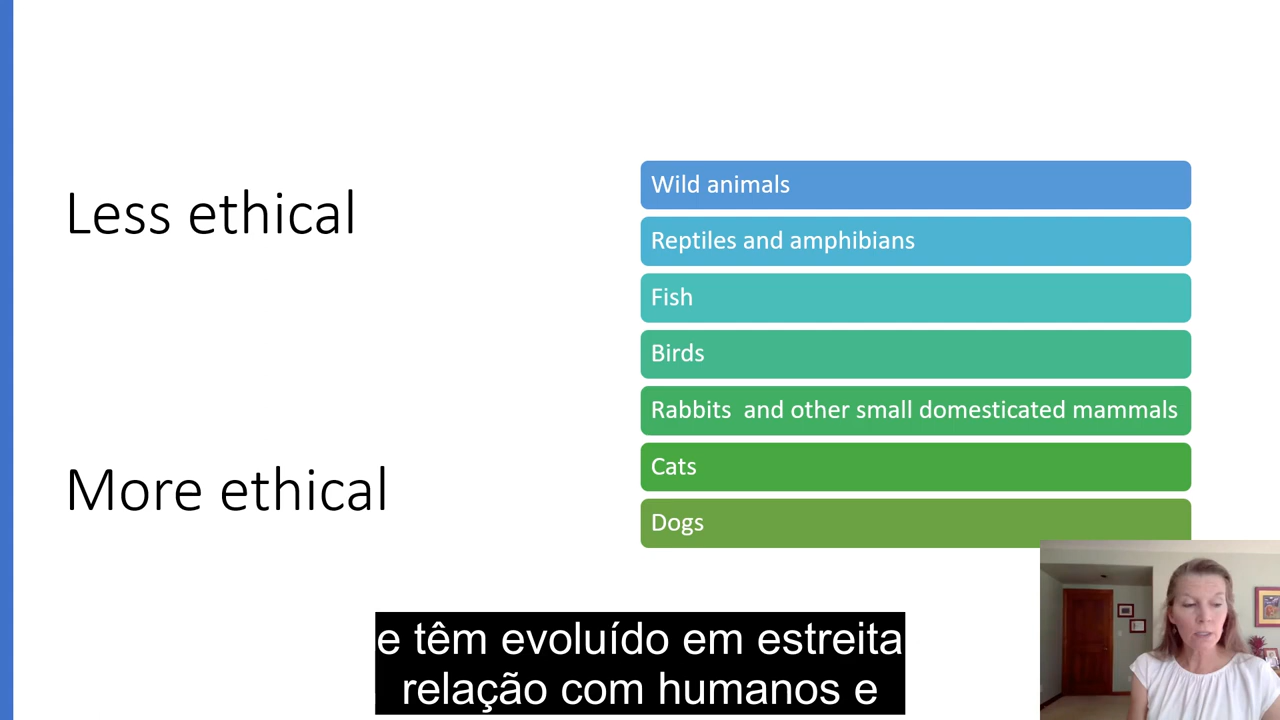 Less ethical
More ethical
Wild animals
Reptiles and amphibians
Fish
Birds
Rabbits and other small domesticated mammals
Cats
Dogs
e têm evoluído em estreita
relação com humanos e